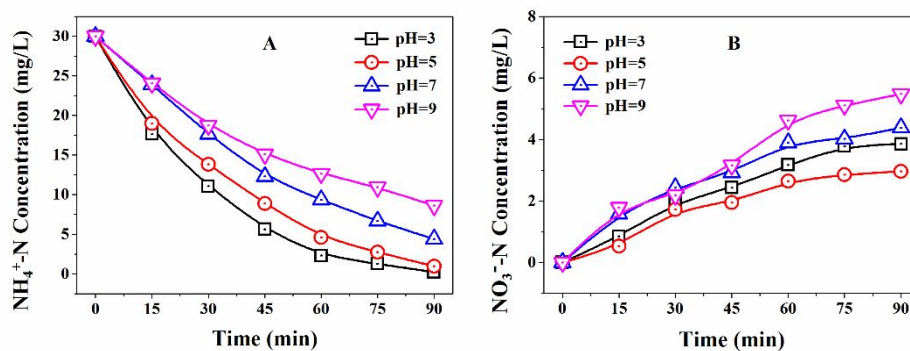 A
pH=3
pH=5
pH=7
pH=9
NH₄⁺-N Concentration (mg/L)
30
25
20
15
10
5
0
0 15 30 45 60 75 90
Time (min)
B
pH=3
pH=5
pH=7
pH=9
NO₃⁻-N Concentration (mg/L)
8
6
4
2
0
0 15 30 45 60 75 90
Time (min)